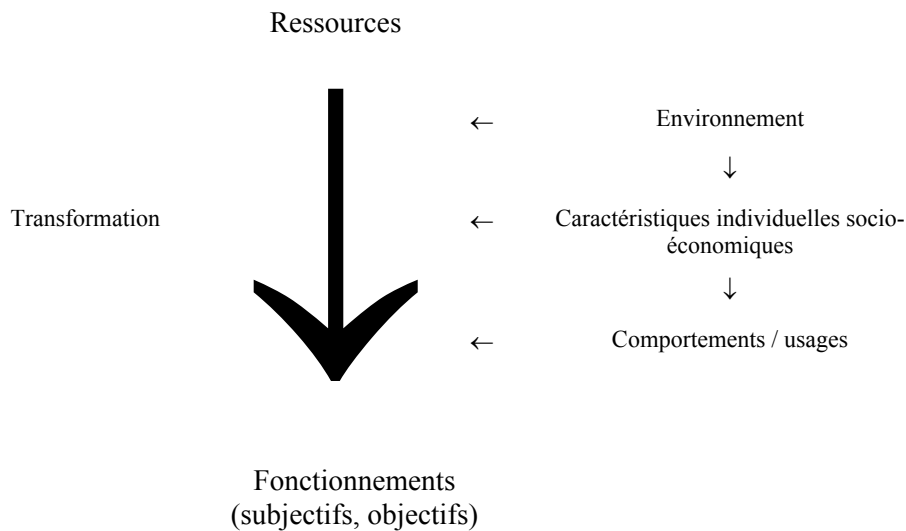 Ressources
← Environnement
↓
Transformation
← Caractéristiques individuelles socio-
économiques
↓
← Comportements / usages
Fonctionnements
(subjectifs, objectifs)